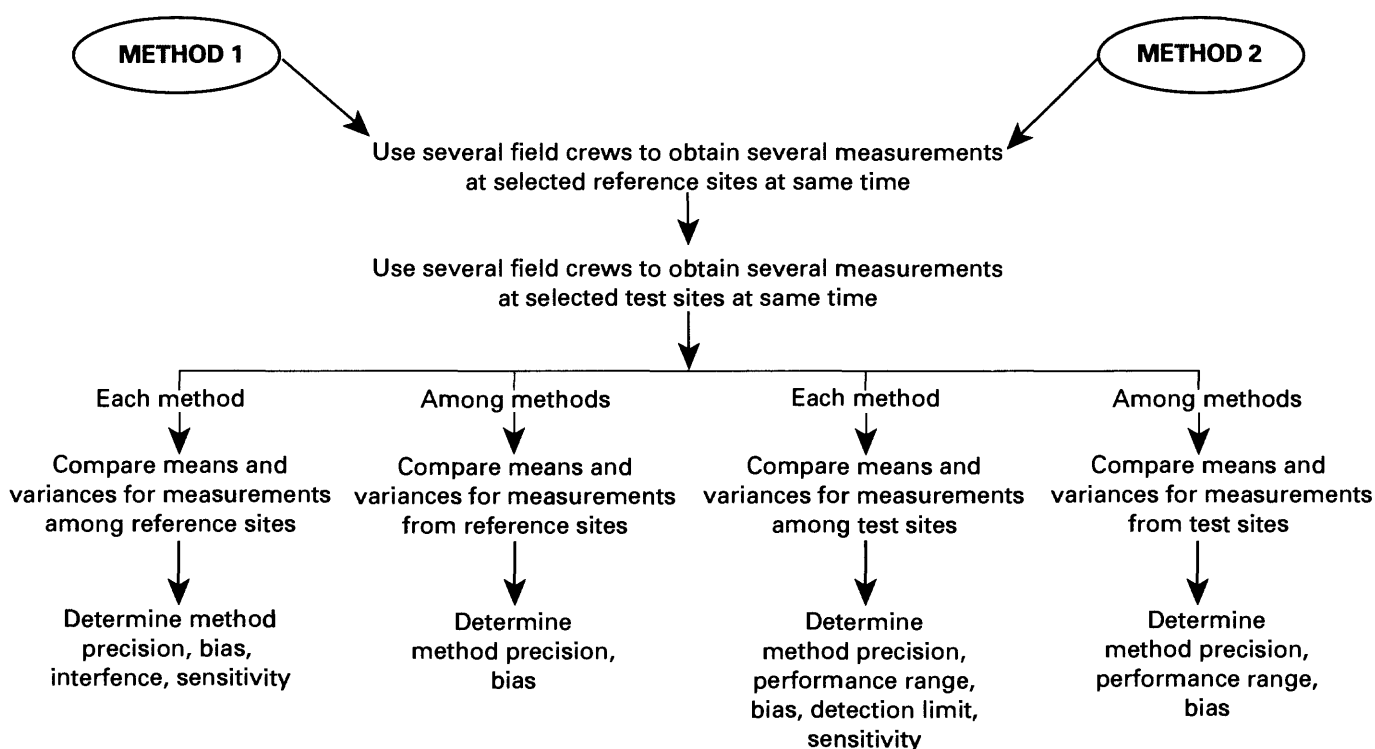 METHOD 1
METHOD 2
Use several field crews to obtain several measurements
at selected reference sites at same time
Use several field crews to obtain several measurements
at selected test sites at same time
Each method
Compare means and
variances for measurements
among reference sites
Determine method
precision, bias,
interfence, sensitivity
Among methods
Compare means and
variances for measurements
from reference sites
Determine
method precision,
bias
Each method
Compare means and
variances for measurements
among test sites
Determine
method precision,
performance range,
bias, detection limit,
sensitivity
Among methods
Compare means and
variances for measurements
from test sites
Determine
method precision,
performance range,
bias